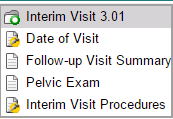 Interim Visit 3.01
Date of Visit
Follow-up Visit Summary
Pelvic Exam
Interim Visit Procedures